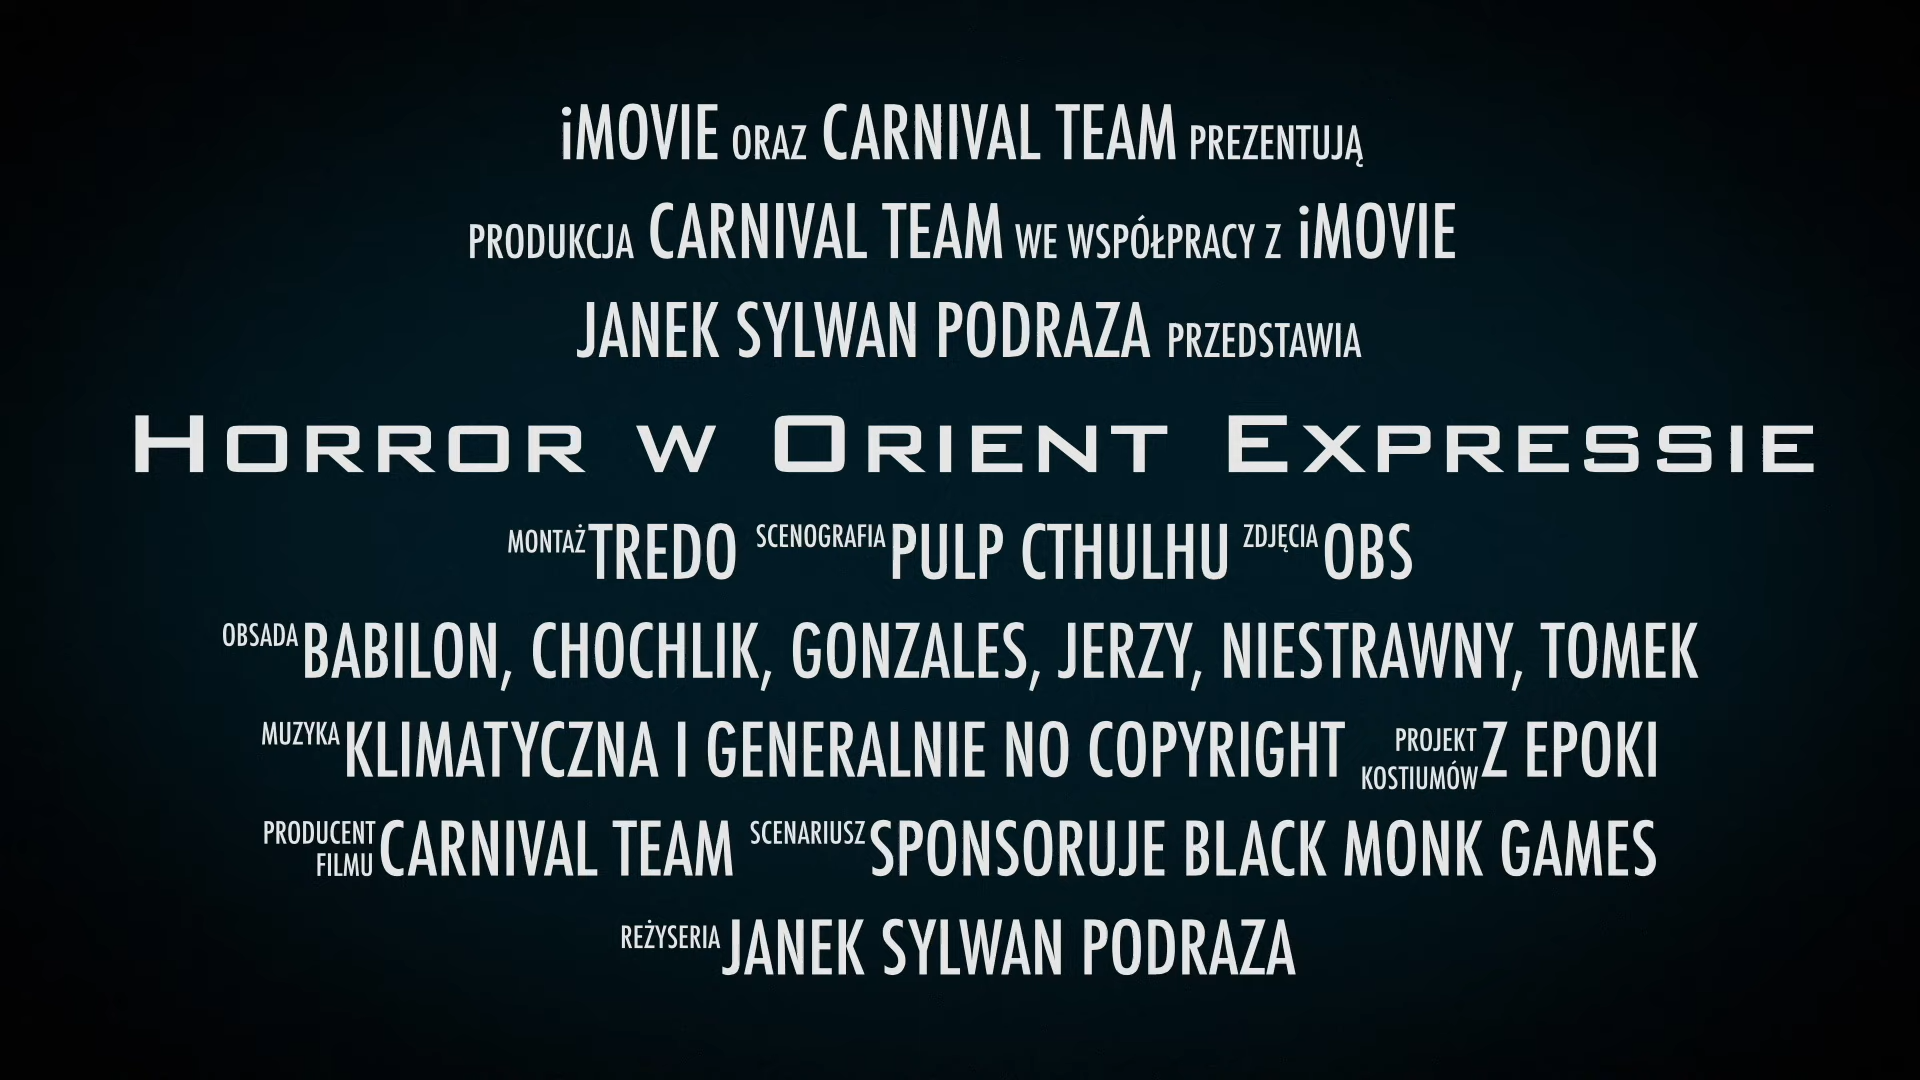 iMOVIE ORAZ CARNIVAL TEAM PREZENTUJĄ
PRODUKCJA CARNIVAL TEAM WE WSPÓŁPRACY Z iMOVIE
JANEK SYLWAN PODRAZA PRZEDSTAWIA
HORROR W ORIENT EXPRESSIE
MONTAŻ TREDO SCENOGRAFIA PULP CTHULHU ZDJĘCIA OBS
OBSADA BABILON, CHOCHLIK, GONZALES, JERZY, NIESTRAWNY, TOMEK
MUZYKA KLIMATYCZNA I GENERALNIE NO COPYRIGHT PROJEKT KOSTIUMÓW Z EPOKI
PRODUCENT FILMU CARNIVAL TEAM SCENARIUSZ SPONSORUJE BLACK MONK GAMES
REŻYSERIA JANEK SYLWAN PODRAZA